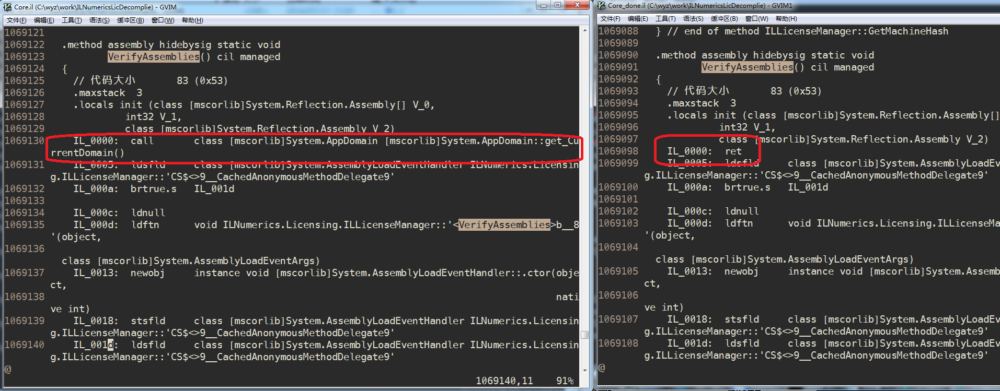 Core.il (C:\wyz\work\ILNumericsLicDecomplie) - GVIM
文件(F) 编辑(E) 工具(T) 语法(S) 缓冲区(B) 窗口(W) 帮助(H)
1069121
1069122 .method assembly hidebysig static void
1069123 VerifyAssemblies() cil managed
1069124 {
1069125 // 代码大小 83 (0x53)
1069126 .maxstack 3
1069127 .locals init (class [mscorlib]System.Reflection.Assembly[] V_0,
1069128 int32 V_1,
1069129 class [mscorlib]System.Reflection.Assembly V_2)
1069130 IL_0000: call class [mscorlib]System.AppDomain [mscorlib]System.AppDomain::get_Cu
rrentDomain()
1069131 IL_0005: ldsfld class [mscorlib]System.AssemblyLoadEventHandler ILNumerics.Licensin
g.ILLicenseManager::'CS$<>9__CachedAnonymousMethodDelegate9'
1069132 IL_000a: brtrue.s IL_001d
1069133
1069134 IL_000c: ldnull
1069135 IL_000d: ldftn void ILNumerics.Licensing.ILLicenseManager::'<VerifyAssemblies>b__8
'(object,
1069136
class [mscorlib]System.AssemblyLoadEventArgs)
1069137 IL_0013: newobj instance void [mscorlib]System.AssemblyLoadEventHandler::.ctor(obje
ct,
1069138 nati
ve int)
1069139 IL_0018: stsfld class [mscorlib]System.AssemblyLoadEventHandler ILNumerics.Licensin
g.ILLicenseManager::'CS$<>9__CachedAnonymousMethodDelegate9'
1069140 IL_001d: ldsfld class [mscorlib]System.AssemblyLoadEventHandler ILNumerics.Licensin
g.ILLicenseManager::'CS$<>9__CachedAnonymousMethodDelegate9'
@
1069140,11 91%
Core_done.il (C:\wyz\work\ILNumericsLicDecomplie) - GVIM1
文件(F) 编辑(E) 工具(T) 语法(S) 缓冲区(B) 窗口(W) 帮助(H)
1069088 } // end of method ILLicenseManager::GetMachineHash
1069089
1069090 .method assembly hidebysig static void
1069091 VerifyAssemblies() cil managed
1069092 {
1069093 // 代码大小 83 (0x53)
1069094 .maxstack 3
1069095 .locals init (class [mscorlib]System.Reflection.Assembly[]
1069096 int32 V_1,
1069097 class [mscorlib]System.Reflection.Assembly V_2)
1069098 IL_0000: ret
1069099 IL_0005: ldsfld class [mscorlib]System.AssemblyLoadEv
g.ILLicenseManager::'CS$<>9__CachedAnonymousMethodDelegate9'
1069100 IL_000a: brtrue.s IL_001d
1069101
1069102 IL_000c: ldnull
1069103 IL_000d: ldftn void ILNumerics.Licensing.ILLicenseMa
'(object,
1069104
class [mscorlib]System.AssemblyLoadEventArgs)
1069105 IL_0013: newobj instance void [mscorlib]System.Assemb
ct,
1069106
ve int)
1069107 IL_0018: stsfld class [mscorlib]System.AssemblyLoadEv
g.ILLicenseManager::'CS$<>9__CachedAnonymousMethodDelegate9'
1069108 IL_001d: ldsfld class [mscorlib]System.AssemblyLoadEv
g.ILLicenseManager::'CS$<>9__CachedAnonymousMethodDelegate9'
@